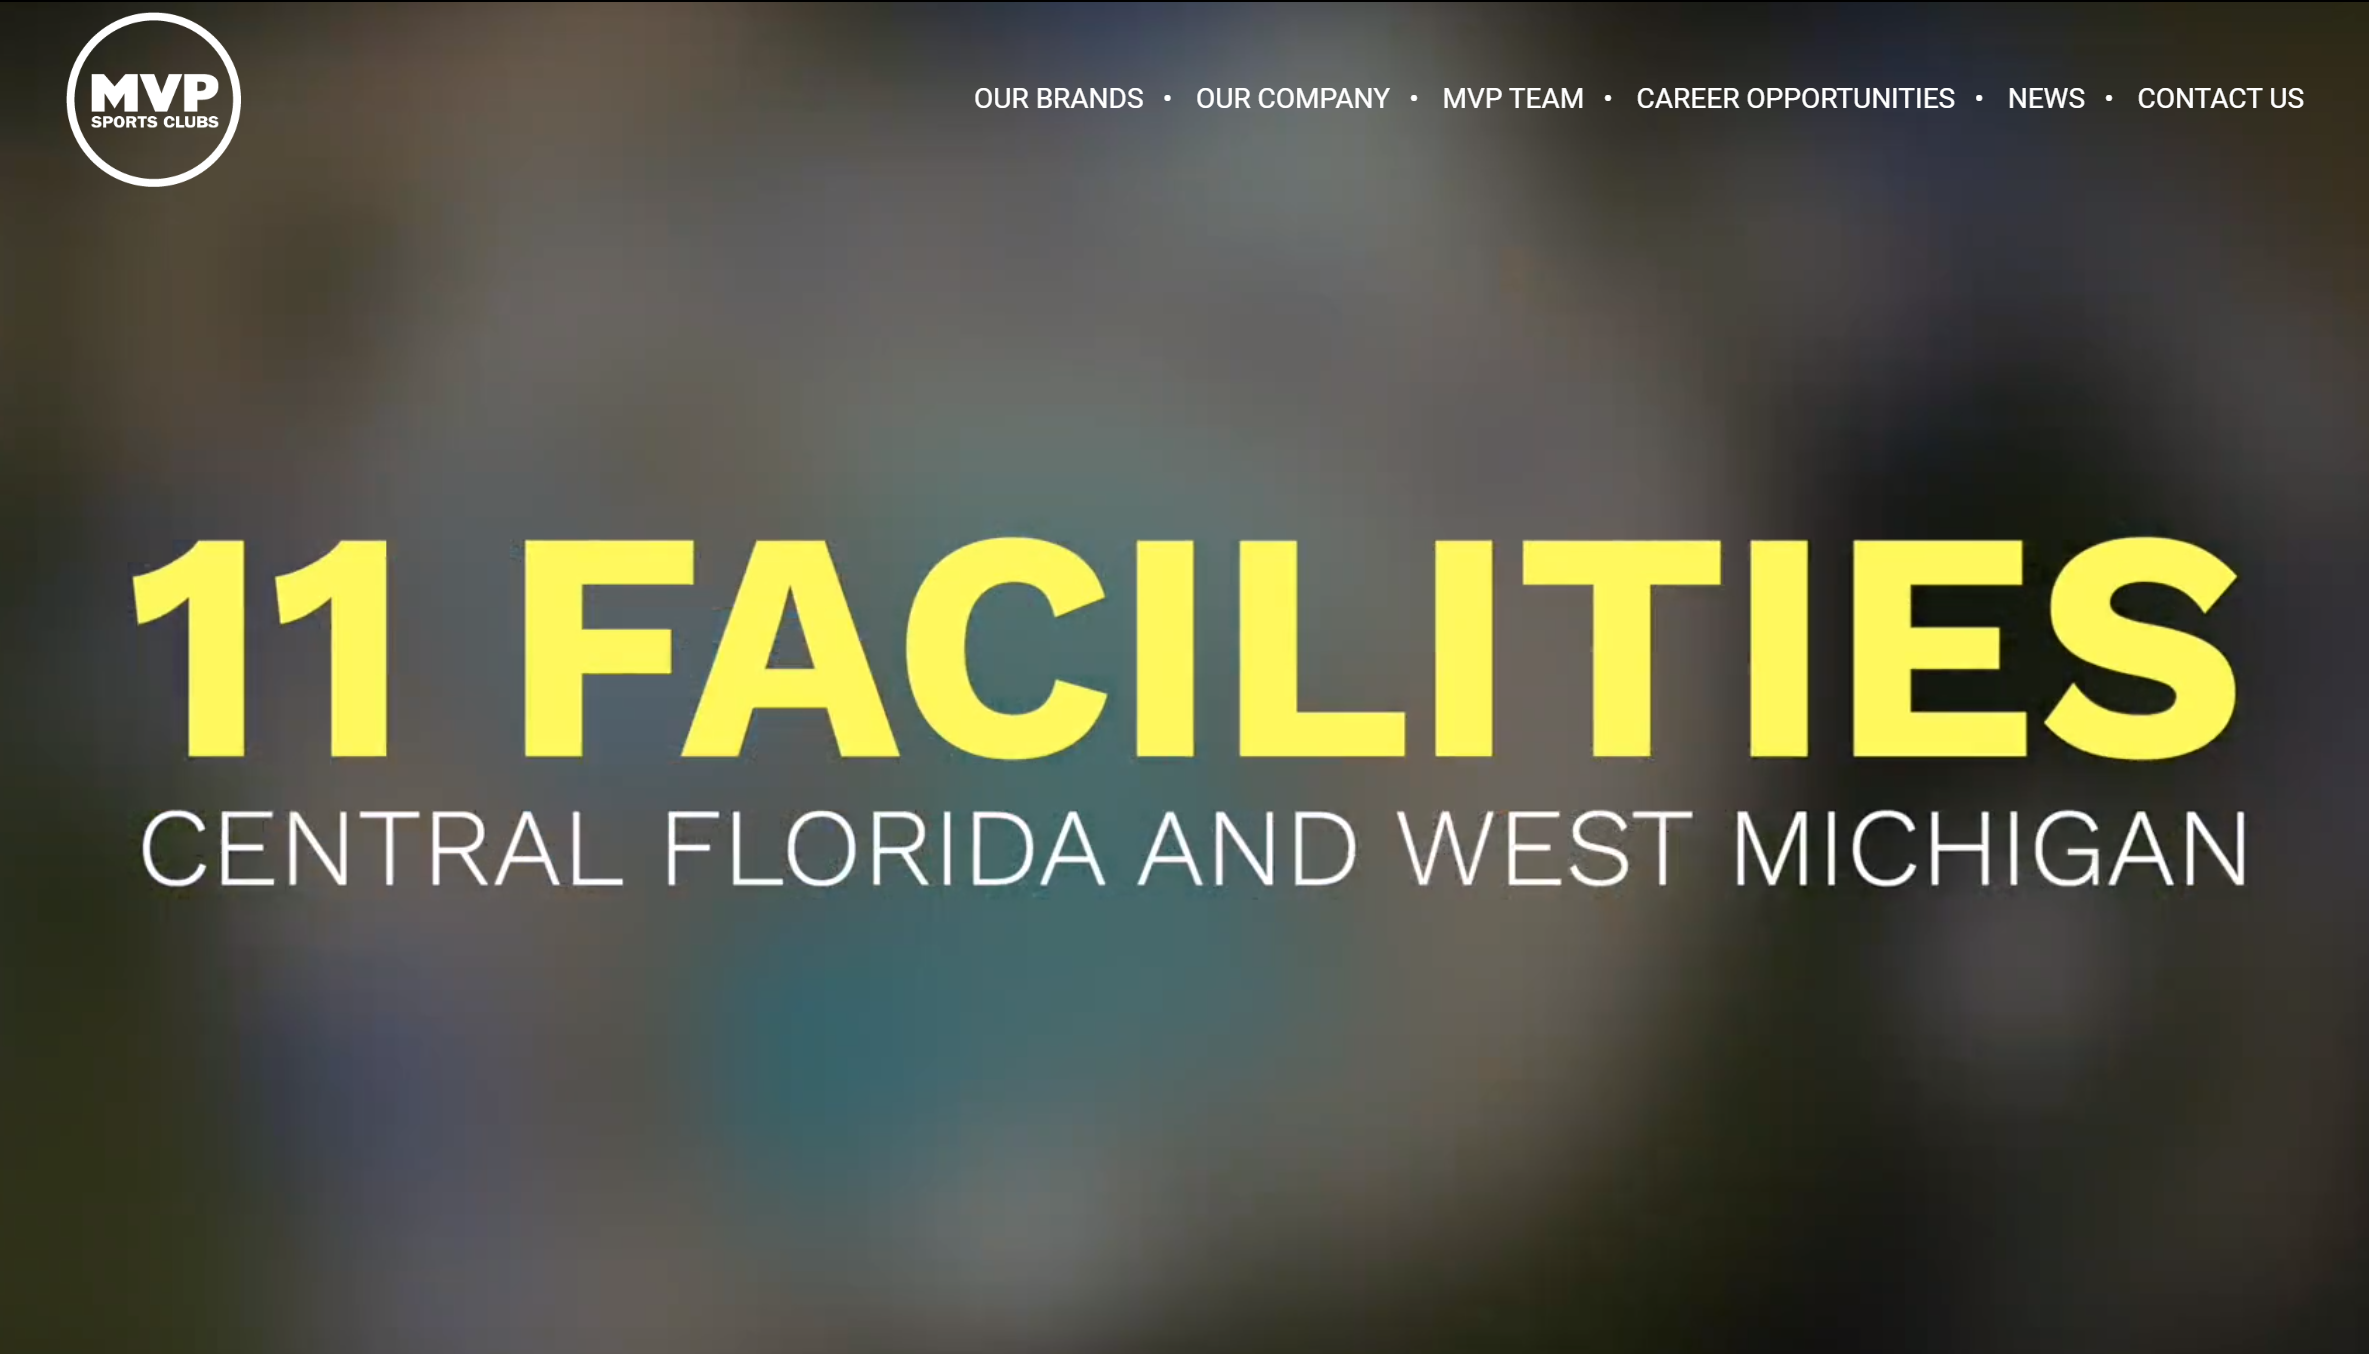 MVP
SPORTS CLUBS
OUR BRANDS • OUR COMPANY • MVP TEAM • CAREER OPPORTUNITIES • NEWS • CONTACT US
11 FACILITIES
CENTRAL FLORIDA AND WEST MICHIGAN